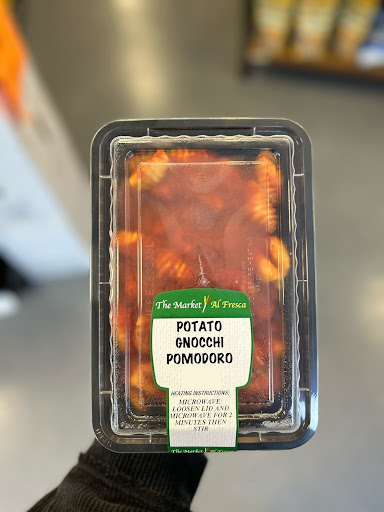 The Market Al Fresca
POTATO
GNOCCHI
POMODORO
HEATING INSTRUCTIONS:
MICROWAVE:
LOOSEN LID AND
MICROWAVE FOR 2
MINUTES THEN
STIR
The Market Al Fresca